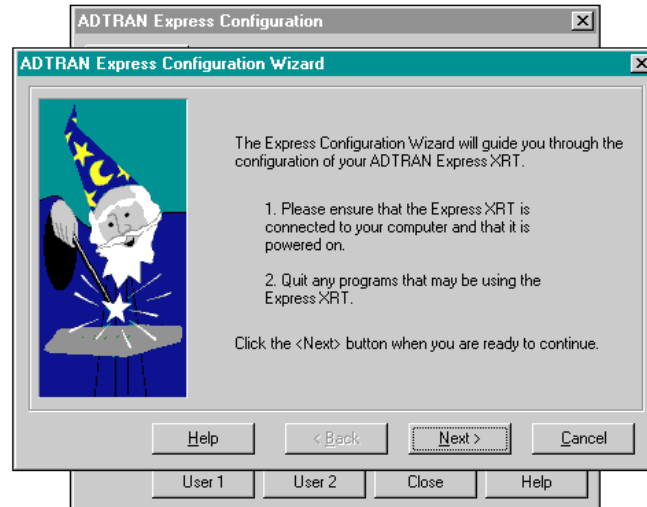 ADTRAN Express Configuration
ADTRAN Express Configuration Wizard
The Express Configuration Wizard will guide you through the
configuration of your ADTRAN Express XRT.
1. Please ensure that the Express XRT is
connected to your computer and that it is
powered on.
2. Quit any programs that may be using the
Express XRT.
Click the <Next> button when you are ready to continue.
Help
< Back
Next >
Cancel
User 1
User 2
Close
Help